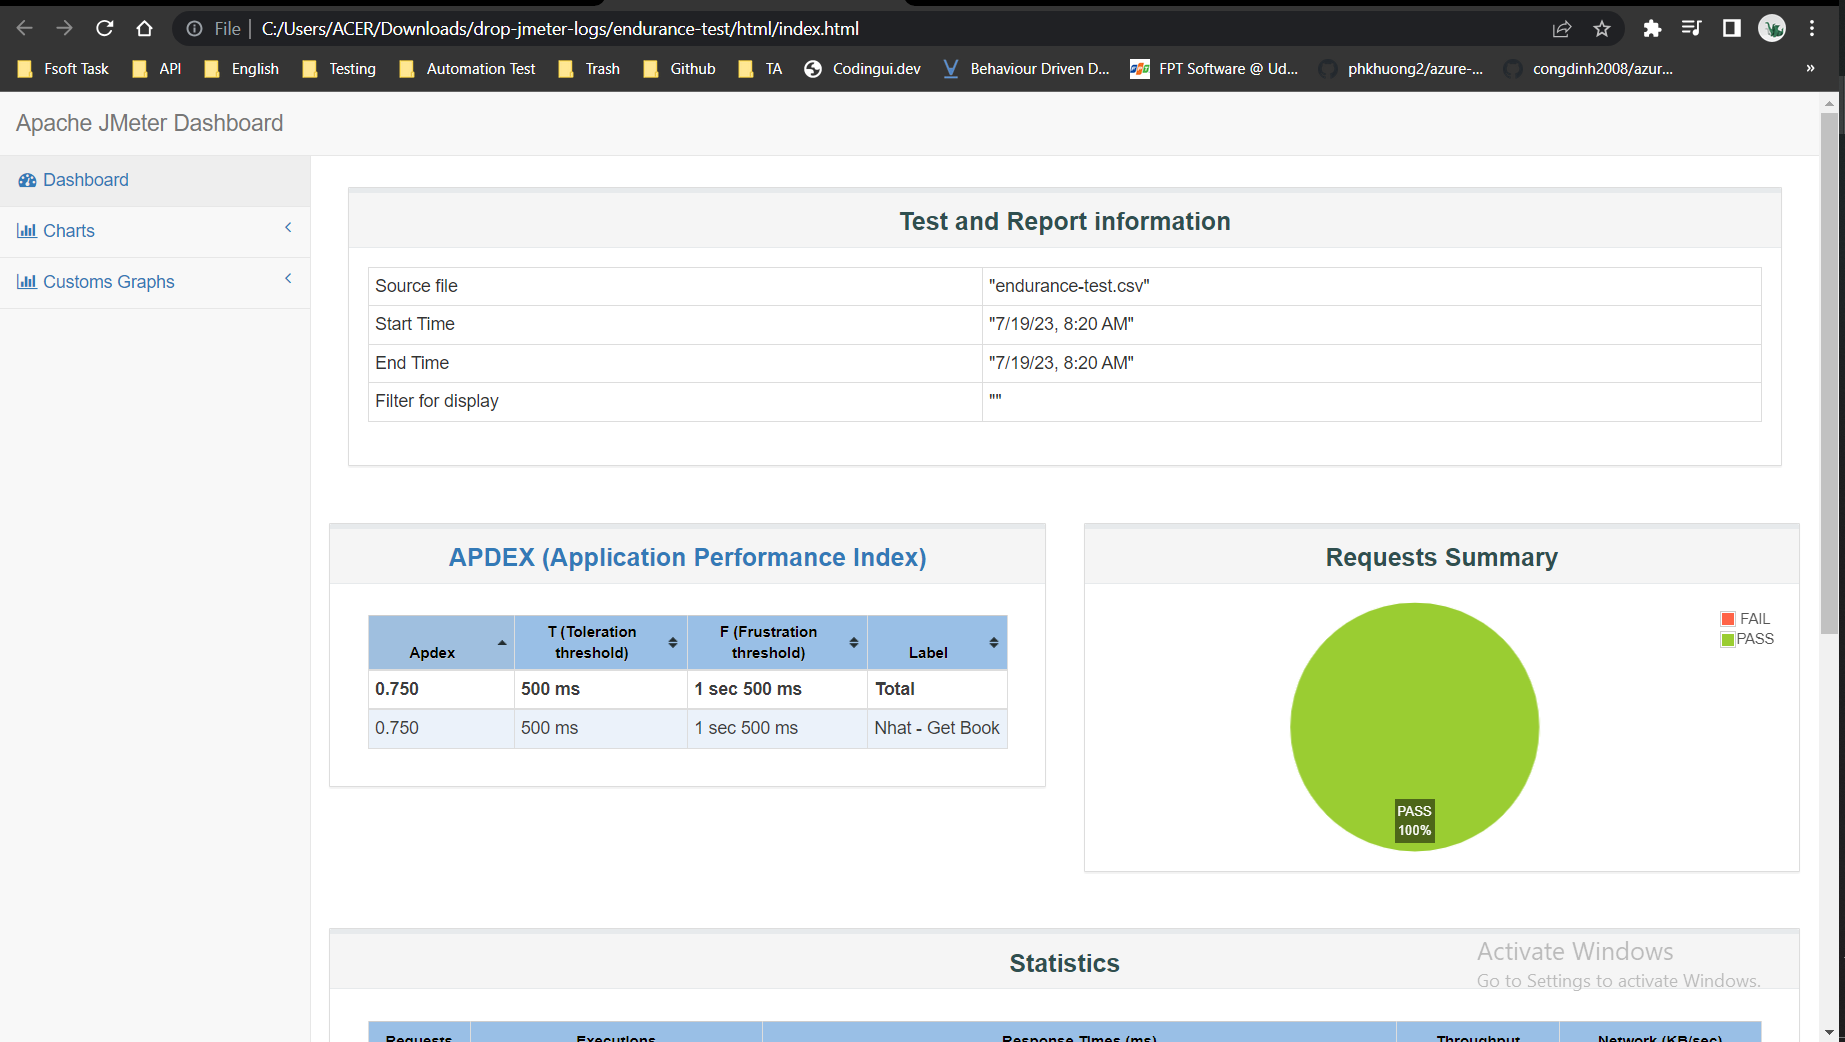 File | C:/Users/ACER/Downloads/drop-jmeter-logs/endurance-test/html/index.html
Fsoft Task API English Testing Automation Test Trash Github TA Codingui.dev Behaviour Driven D... FPT Software @ Ud... phkhuong2/azure-... congdinh2008/azur... »
Apache JMeter Dashboard
Dashboard
Charts
Customs Graphs
Test and Report information
Source file "endurance-test.csv"
Start Time "7/19/23, 8:20 AM"
End Time "7/19/23, 8:20 AM"
Filter for display ""
APDEX (Application Performance Index)
Apdex T (Toleration threshold) F (Frustration threshold) Label
0.750 500 ms 1 sec 500 ms Total
0.750 500 ms 1 sec 500 ms Nhat - Get Book
Requests Summary
FAIL
PASS
PASS
100%
Statistics
Requests Executions Response Times (ms) Throughput Network (KB/sec)
Activate Windows
Go to Settings to activate Windows.